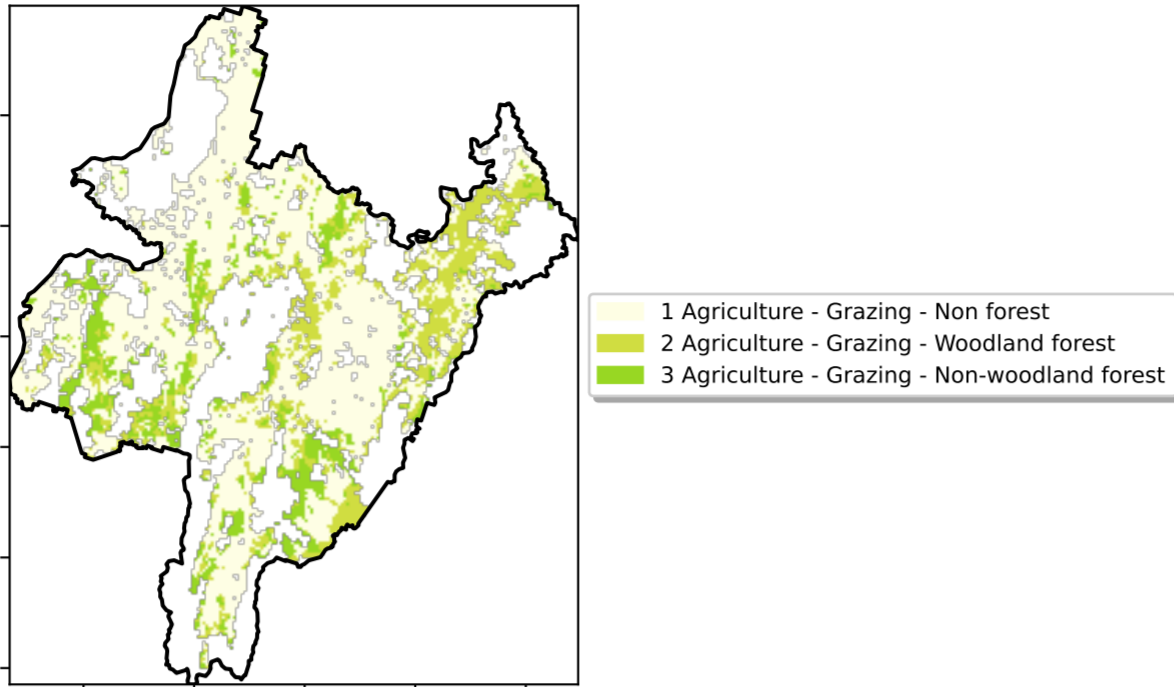 1 Agriculture - Grazing - Non forest
2 Agriculture - Grazing - Woodland forest
3 Agriculture - Grazing - Non-woodland forest